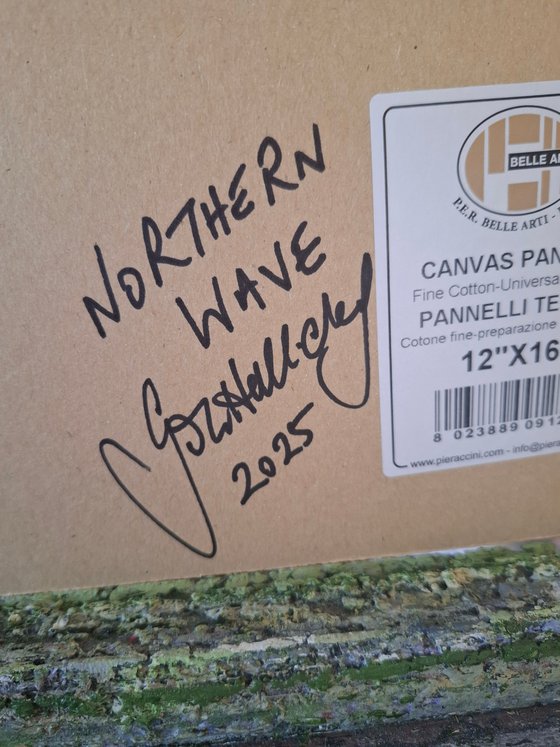 NORTHERN
WAVE
2025
BELLE AR
P.E.R. BELLE ARTI -
CANVAS PAN
Fine Cotton-Universa
PANNELLI TE
Cotone fine-preparazione
12"X16
8 023889 0912
www.pieraccini.com - info@piera